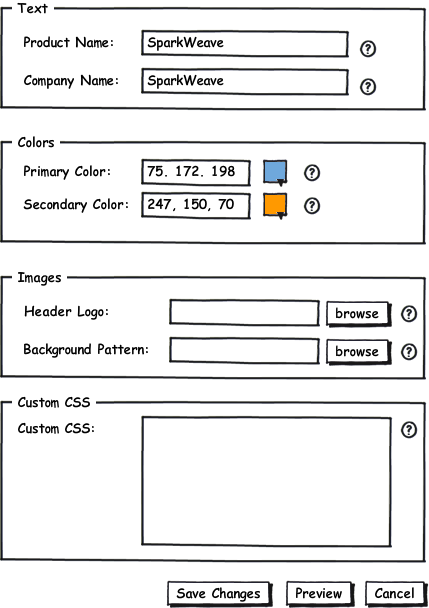 Text
Product Name: SparkWeave ?
Company Name: SparkWeave ?
Colors
Primary Color: 75. 172. 198 ?
Secondary Color: 247, 150, 70 ?
Images
Header Logo: browse ?
Background Pattern: browse ?
Custom CSS
Custom CSS: ?
Save Changes Preview Cancel